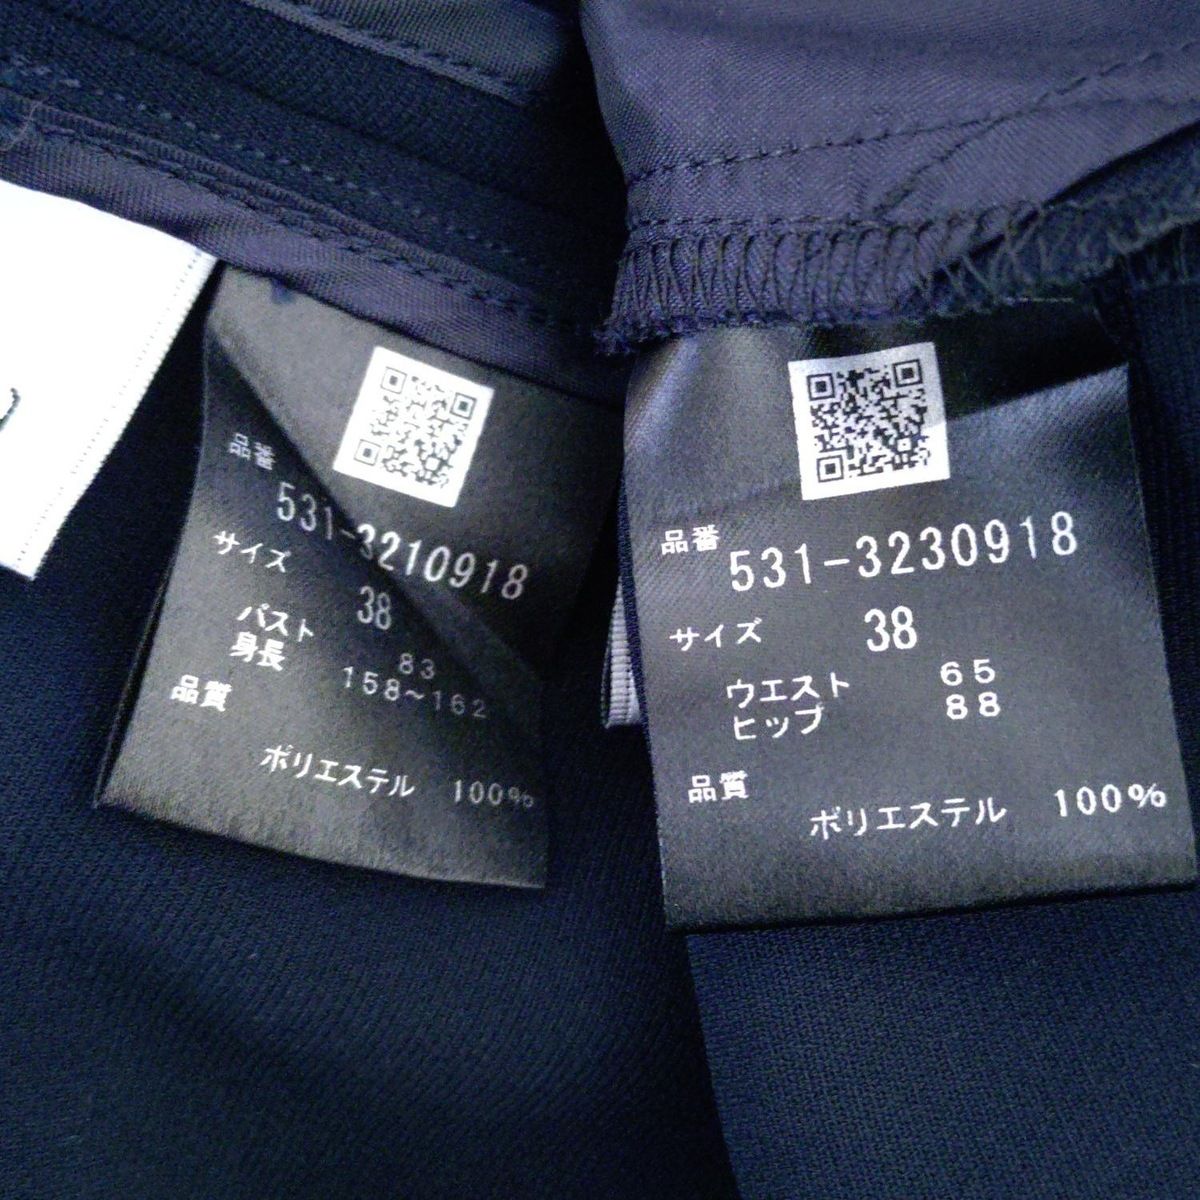 品番
531-3210918
サイズ
38
バスト 83
身長 158~162
品質
ポリエステル 100%
品番
531-3230918
サイズ 38
ウエスト 65
ヒップ 88
品質
ポリエステル 100%